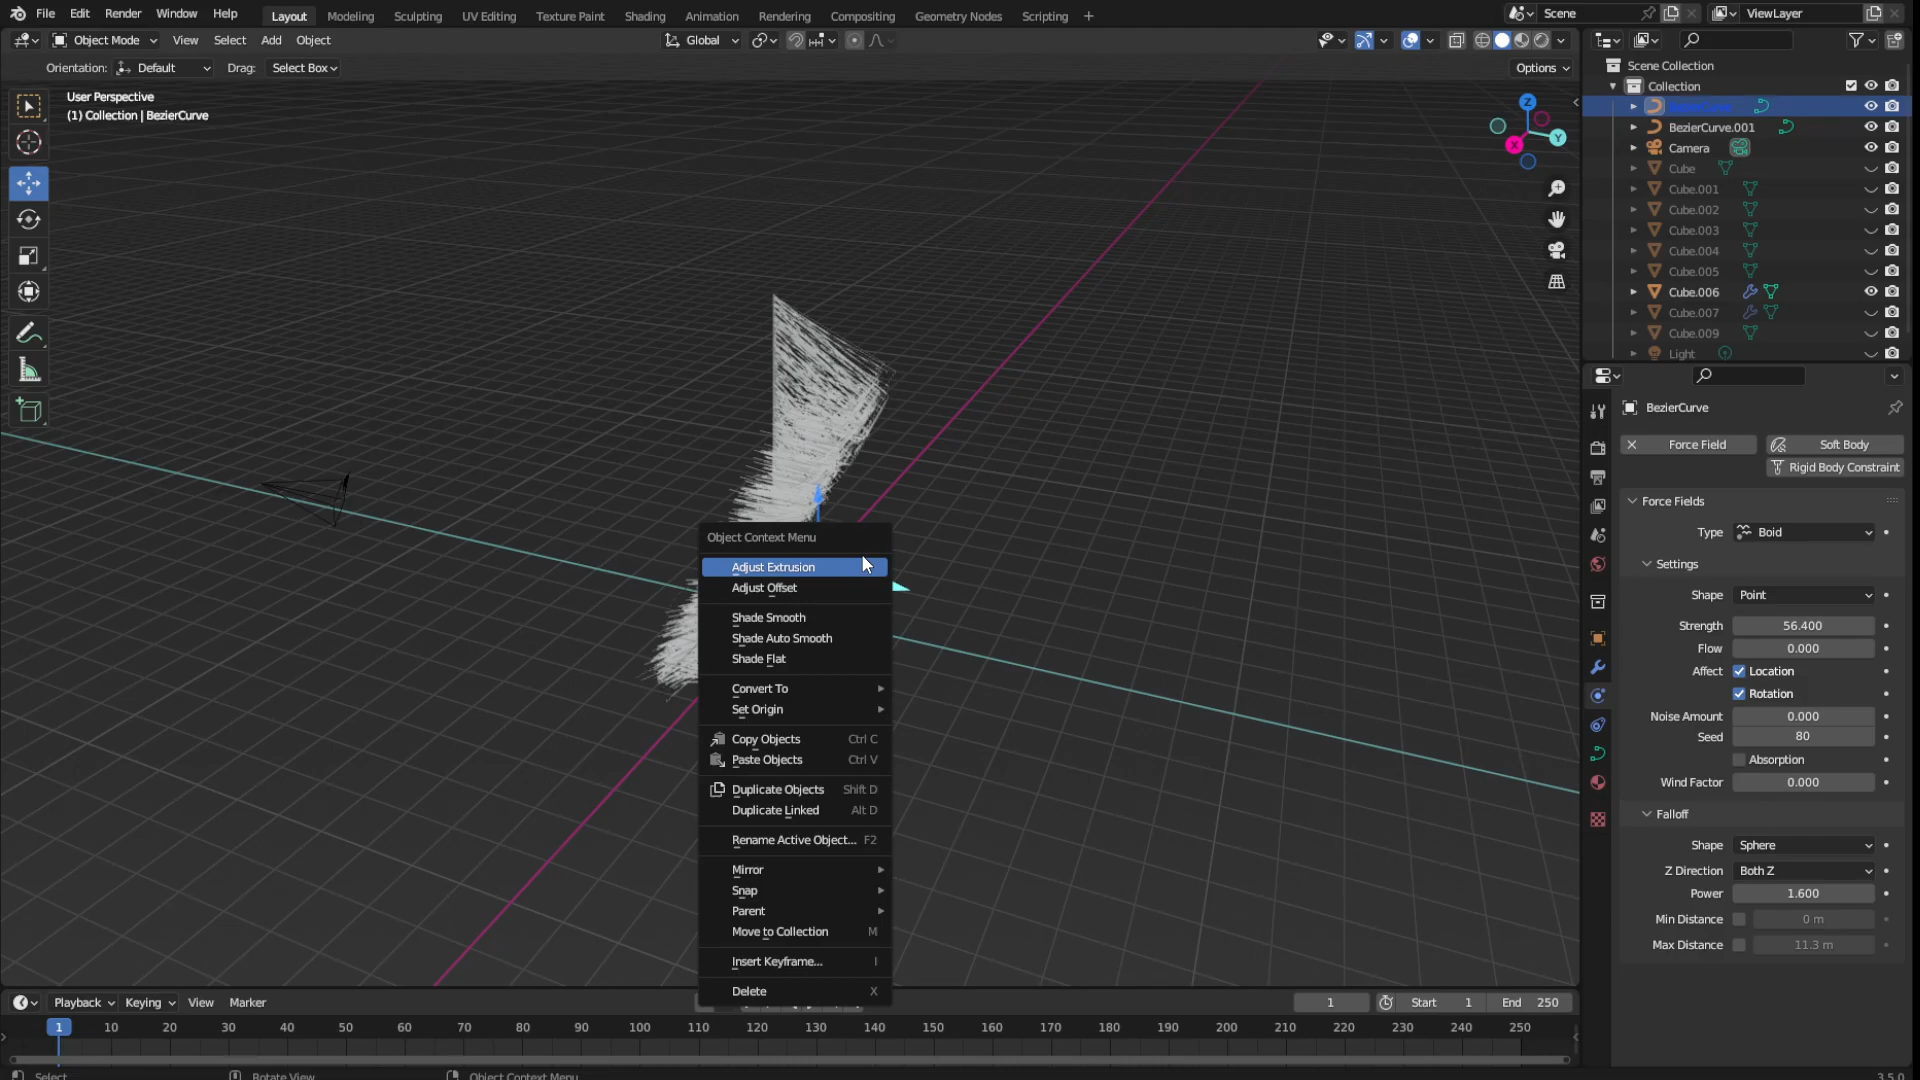 File Edit Render Window Help Layout Modeling Sculpting UV Editing Texture Paint Shading Animation Rendering Compositing Geometry Nodes Scripting Scene ViewLayer
Object Mode View Select Add Object Global
Orientation: Default Drag: Select Box Options
User Perspective
(1) Collection | BezierCurve
Z
Y
X
Scene Collection
Collection
BezierCurve.001
Camera
Cube
Cube.001
Cube.002
Cube.003
Cube.004
Cube.005
Cube.006
Cube.007
Cube.009
Light
BezierCurve
Force Field Soft Body
Rigid Body Constraint
Force Fields
Type Boid
Settings
Shape Point
Strength 56.400
Flow 0.000
Affect Location
Rotation
Noise Amount 0.000
Seed 80
Absorption
Wind Factor 0.000
Falloff
Shape Sphere
Z Direction Both Z
Power 1.600
Min Distance 0 m
Max Distance 11.3 m
Object Context Menu
Adjust Extrusion
Adjust Offset
Shade Smooth
Shade Auto Smooth
Shade Flat
Convert To
Set Origin
Copy Objects Ctrl C
Paste Objects Ctrl V
Duplicate Objects Shift D
Duplicate Linked Alt D
Rename Active Object... F2
Mirror
Snap
Parent
Move to Collection M
Insert Keyframe... I
Delete X
Playback Keying View Marker 1 Start 1 End 250
1 10 20 30 40 50 60 70 80 90 100 110 120 130 140 150 160 170 180 190 200 210 220 230 240 250
Select Rotate View Object Context Menu 3.5.0